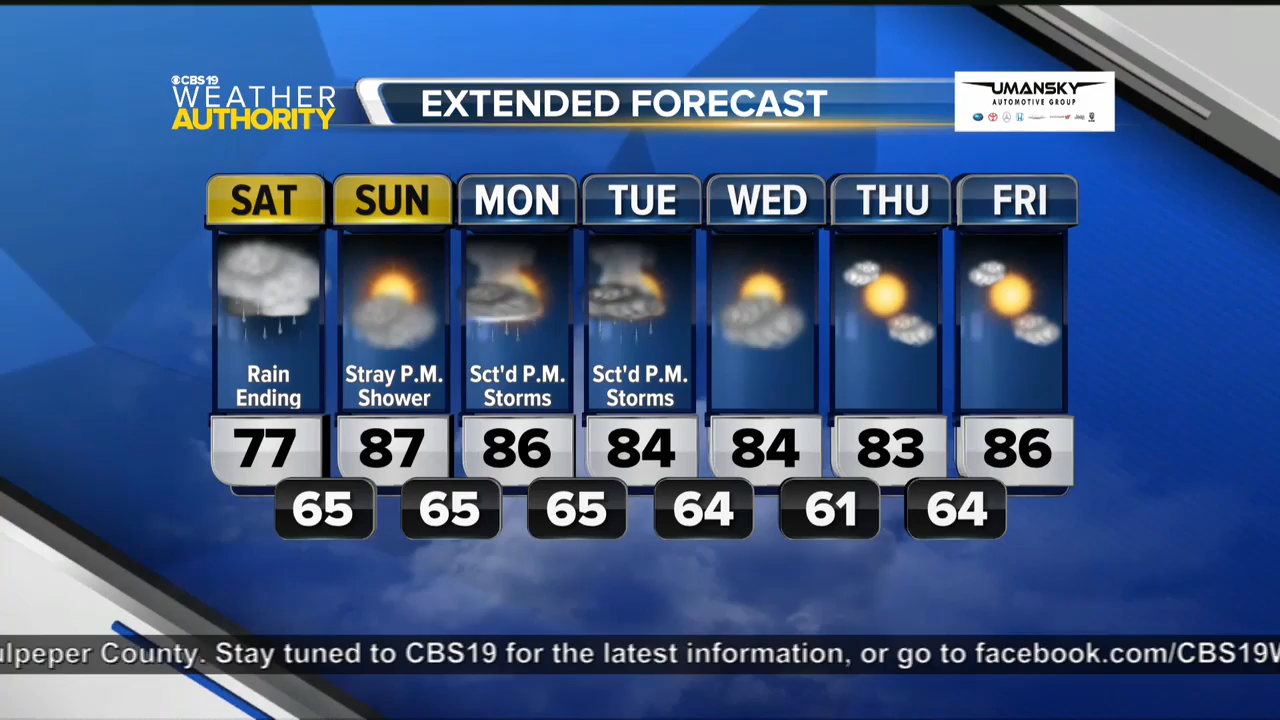 CBS19
WEATHER
AUTHORITY
EXTENDED FORECAST
UMANSKY
AUTOMOTIVE GROUP
SAT SUN MON TUE WED THU FRI
Rain Stray P.M. Sct'd P.M. Sct'd P.M.
Ending Shower Storms Storms
77 87 86 84 84 83 86
65 65 65 64 61 64
ulpeper County. Stay tuned to CBS19 for the latest information, or go to facebook.com/CBS19W